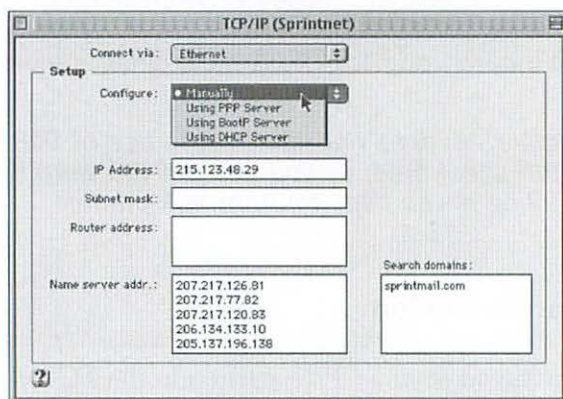 TCP/IP (Sprintnet)
Connect via: Ethernet
Setup
Configure: Manually
Using PPP Server
Using BootP Server
Using DHCP Server
IP Address: 215.123.48.29
Subnet mask:
Router address:
Search domains:
Name server addr.: 207.217.126.81 sprintmail.com
207.217.77.82
207.217.120.83
206.134.133.10
205.137.196.138
?